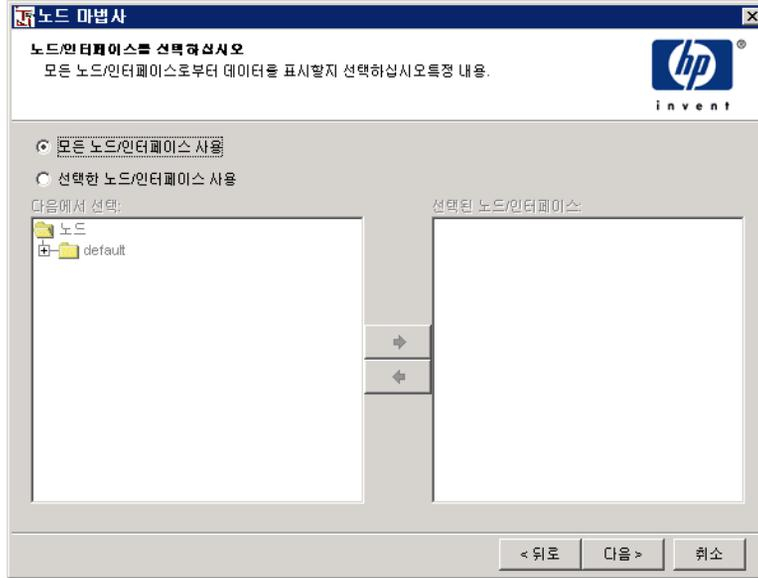 노드 마법사
노드/인터페이스를 선택하십시오
모든 노드/인터페이스로부터 데이터를 표시할지 선택하십시오특정 내용.
hp
®
invent
모든 노드/인터페이스 사용
선택한 노드/인터페이스 사용
다음에서 선택:
선택된 노드/인터페이스:
노드
default
< 뒤로
다음 >
취소